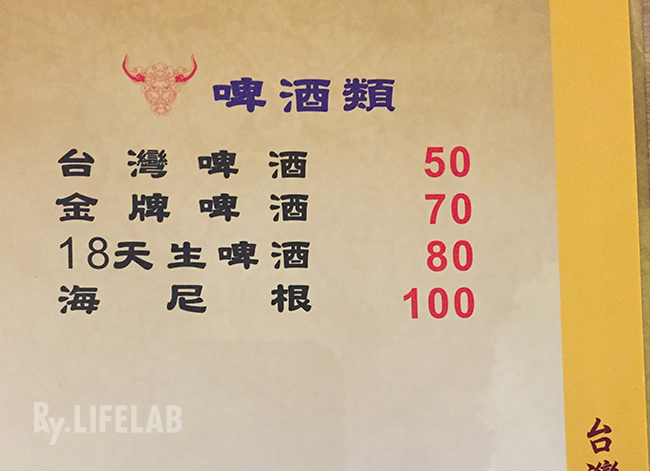 啤酒類
台灣啤酒 50
金牌啤酒 70
18天生啤酒 80
海尼根 100
Ry.LIFELAB
台灣